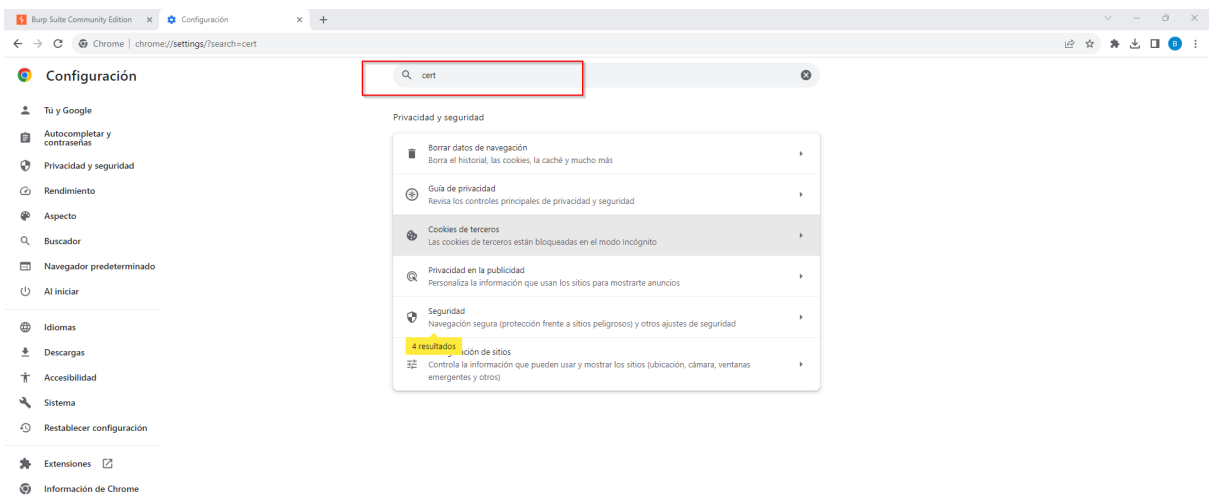 Burp Suite Community Edition
Configuración
Chrome | chrome://settings/?search=cert
B
Configuración
cert
Tú y Google
Autocompletar y
contraseñas
Privacidad y seguridad
Rendimiento
Aspecto
Buscador
Navegador predeterminado
Al iniciar
Idiomas
Descargas
Accesibilidad
Sistema
Restablecer configuración
Extensiones
Información de Chrome
Privacidad y seguridad
Borrar datos de navegación
Borra el historial, las cookies, la caché y mucho más
Guía de privacidad
Revisa los controles principales de privacidad y seguridad
Cookies de terceros
Las cookies de terceros están bloqueadas en el modo Incógnito
Privacidad en la publicidad
Personaliza la información que usan los sitios para mostrarte anuncios
Seguridad
Navegación segura (protección frente a sitios peligrosos) y otros ajustes de seguridad
4 resultados
ción de sitios
Controla la información que pueden usar y mostrar los sitios (ubicación, cámara, ventanas
emergentes y otros)